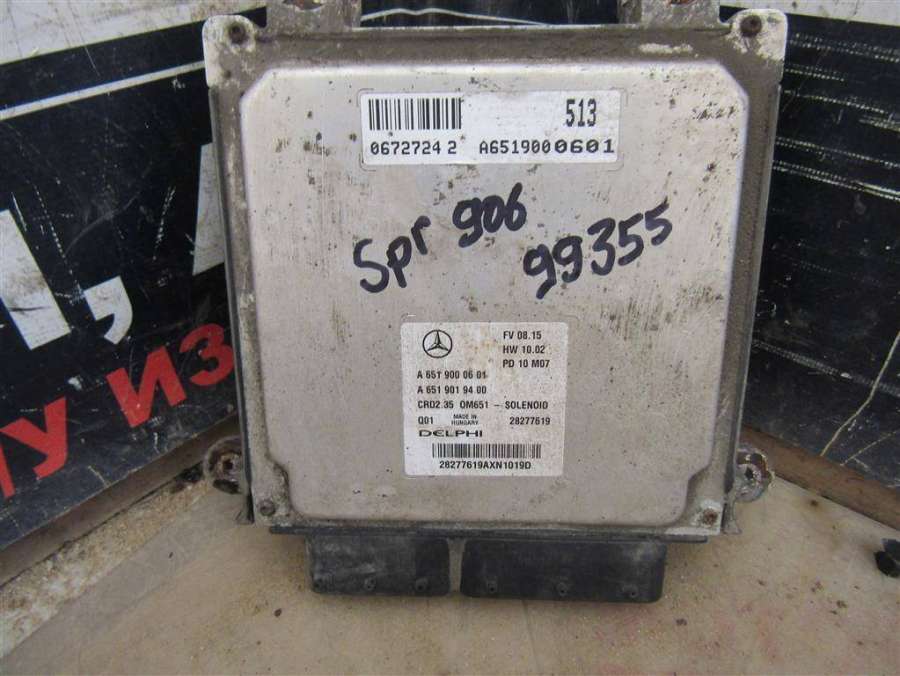 513
0672724 2 A6519000601
Spr 906
99355
FV 08.15
HW 10.02
PD 10 M07
A 651 900 06 01
A 651 901 94 00
CRD2.35 OM651 - SOLENOID
Q01 MADE IN HUNGARY 28277619
DELPHI
28277619AXN1019D
У ИЗ